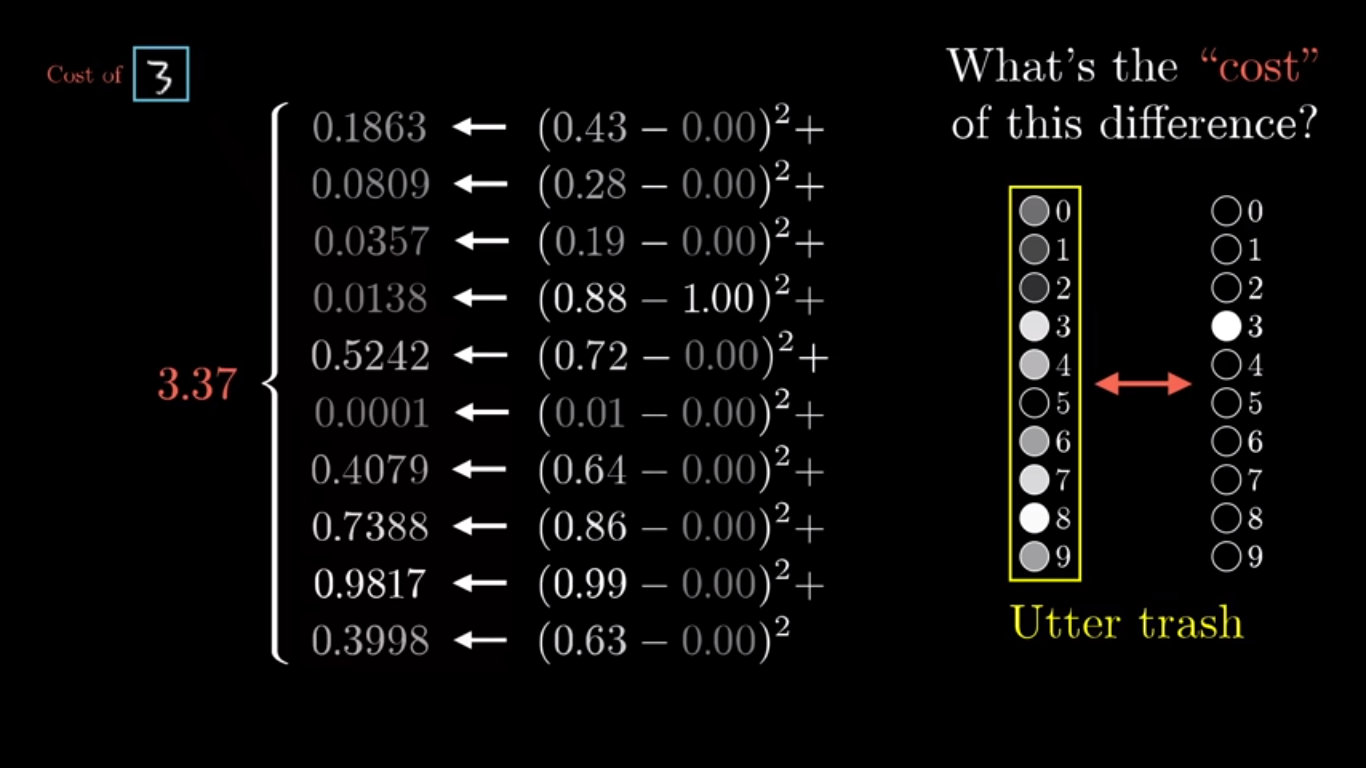 Cost of 3
What's the “cost”
of this difference?
0.1863 ← (0.43 − 0.00)²+
0.0809 ← (0.28 − 0.00)²+
0.0357 ← (0.19 − 0.00)²+
0.0138 ← (0.88 − 1.00)²+
0.5242 ← (0.72 − 0.00)²+
0.0001 ← (0.01 − 0.00)²+
0.4079 ← (0.64 − 0.00)²+
0.7388 ← (0.86 − 0.00)²+
0.9817 ← (0.99 − 0.00)²+
0.3998 ← (0.63 − 0.00)²
3.37
0 0
1 1
2 2
3 3
4 4
5 5
6 6
7 7
8 8
9 9
Utter trash